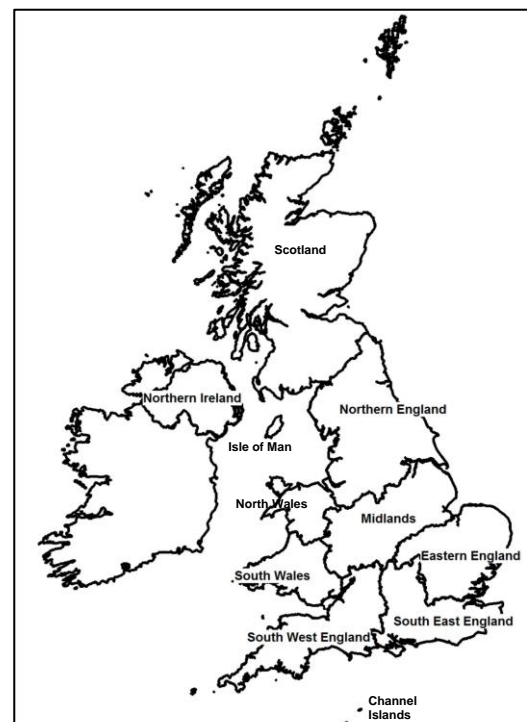 Scotland
Northern Ireland
Northern England
Isle of Man
North Wales
Midlands
Eastern England
South Wales
South East England
South West England
Channel
Islands